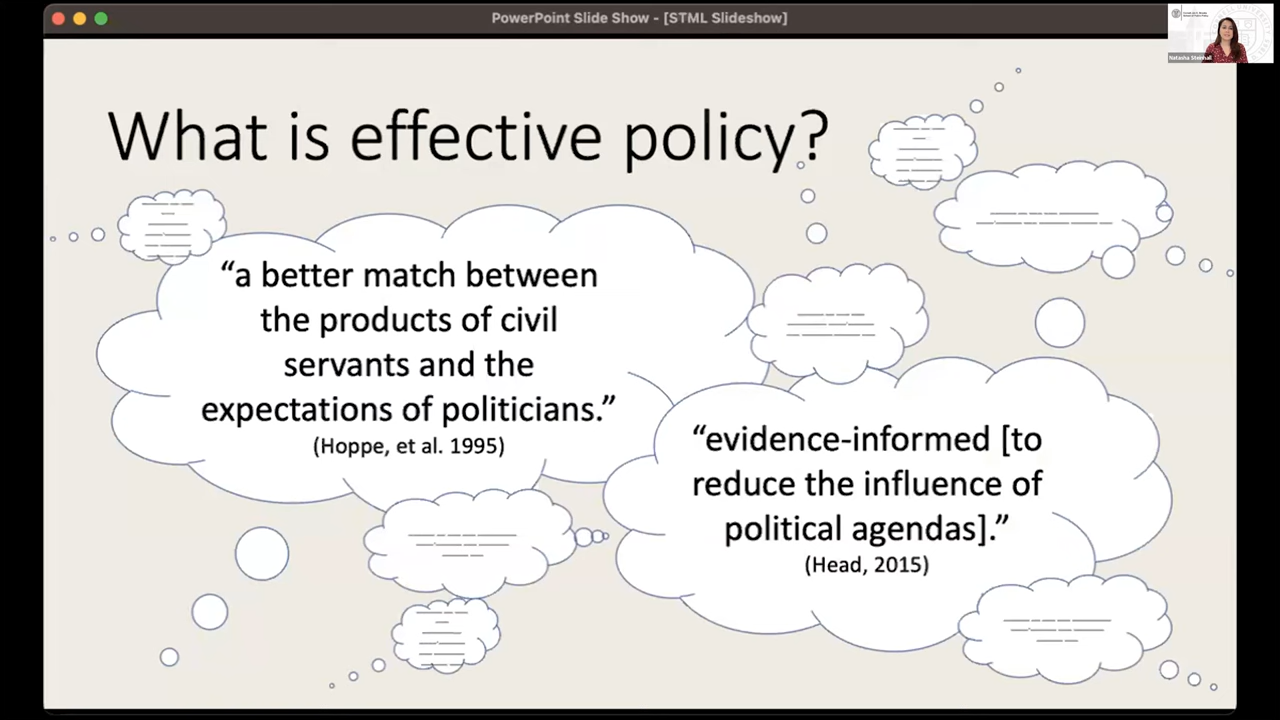 PowerPoint Slide Show - [STML Slideshow]
What is effective policy?
“a better match between
the products of civil
servants and the
expectations of politicians.”
(Hoppe, et al. 1995)
“evidence-informed [to
reduce the influence of
political agendas].”
(Head, 2015)
Natasha